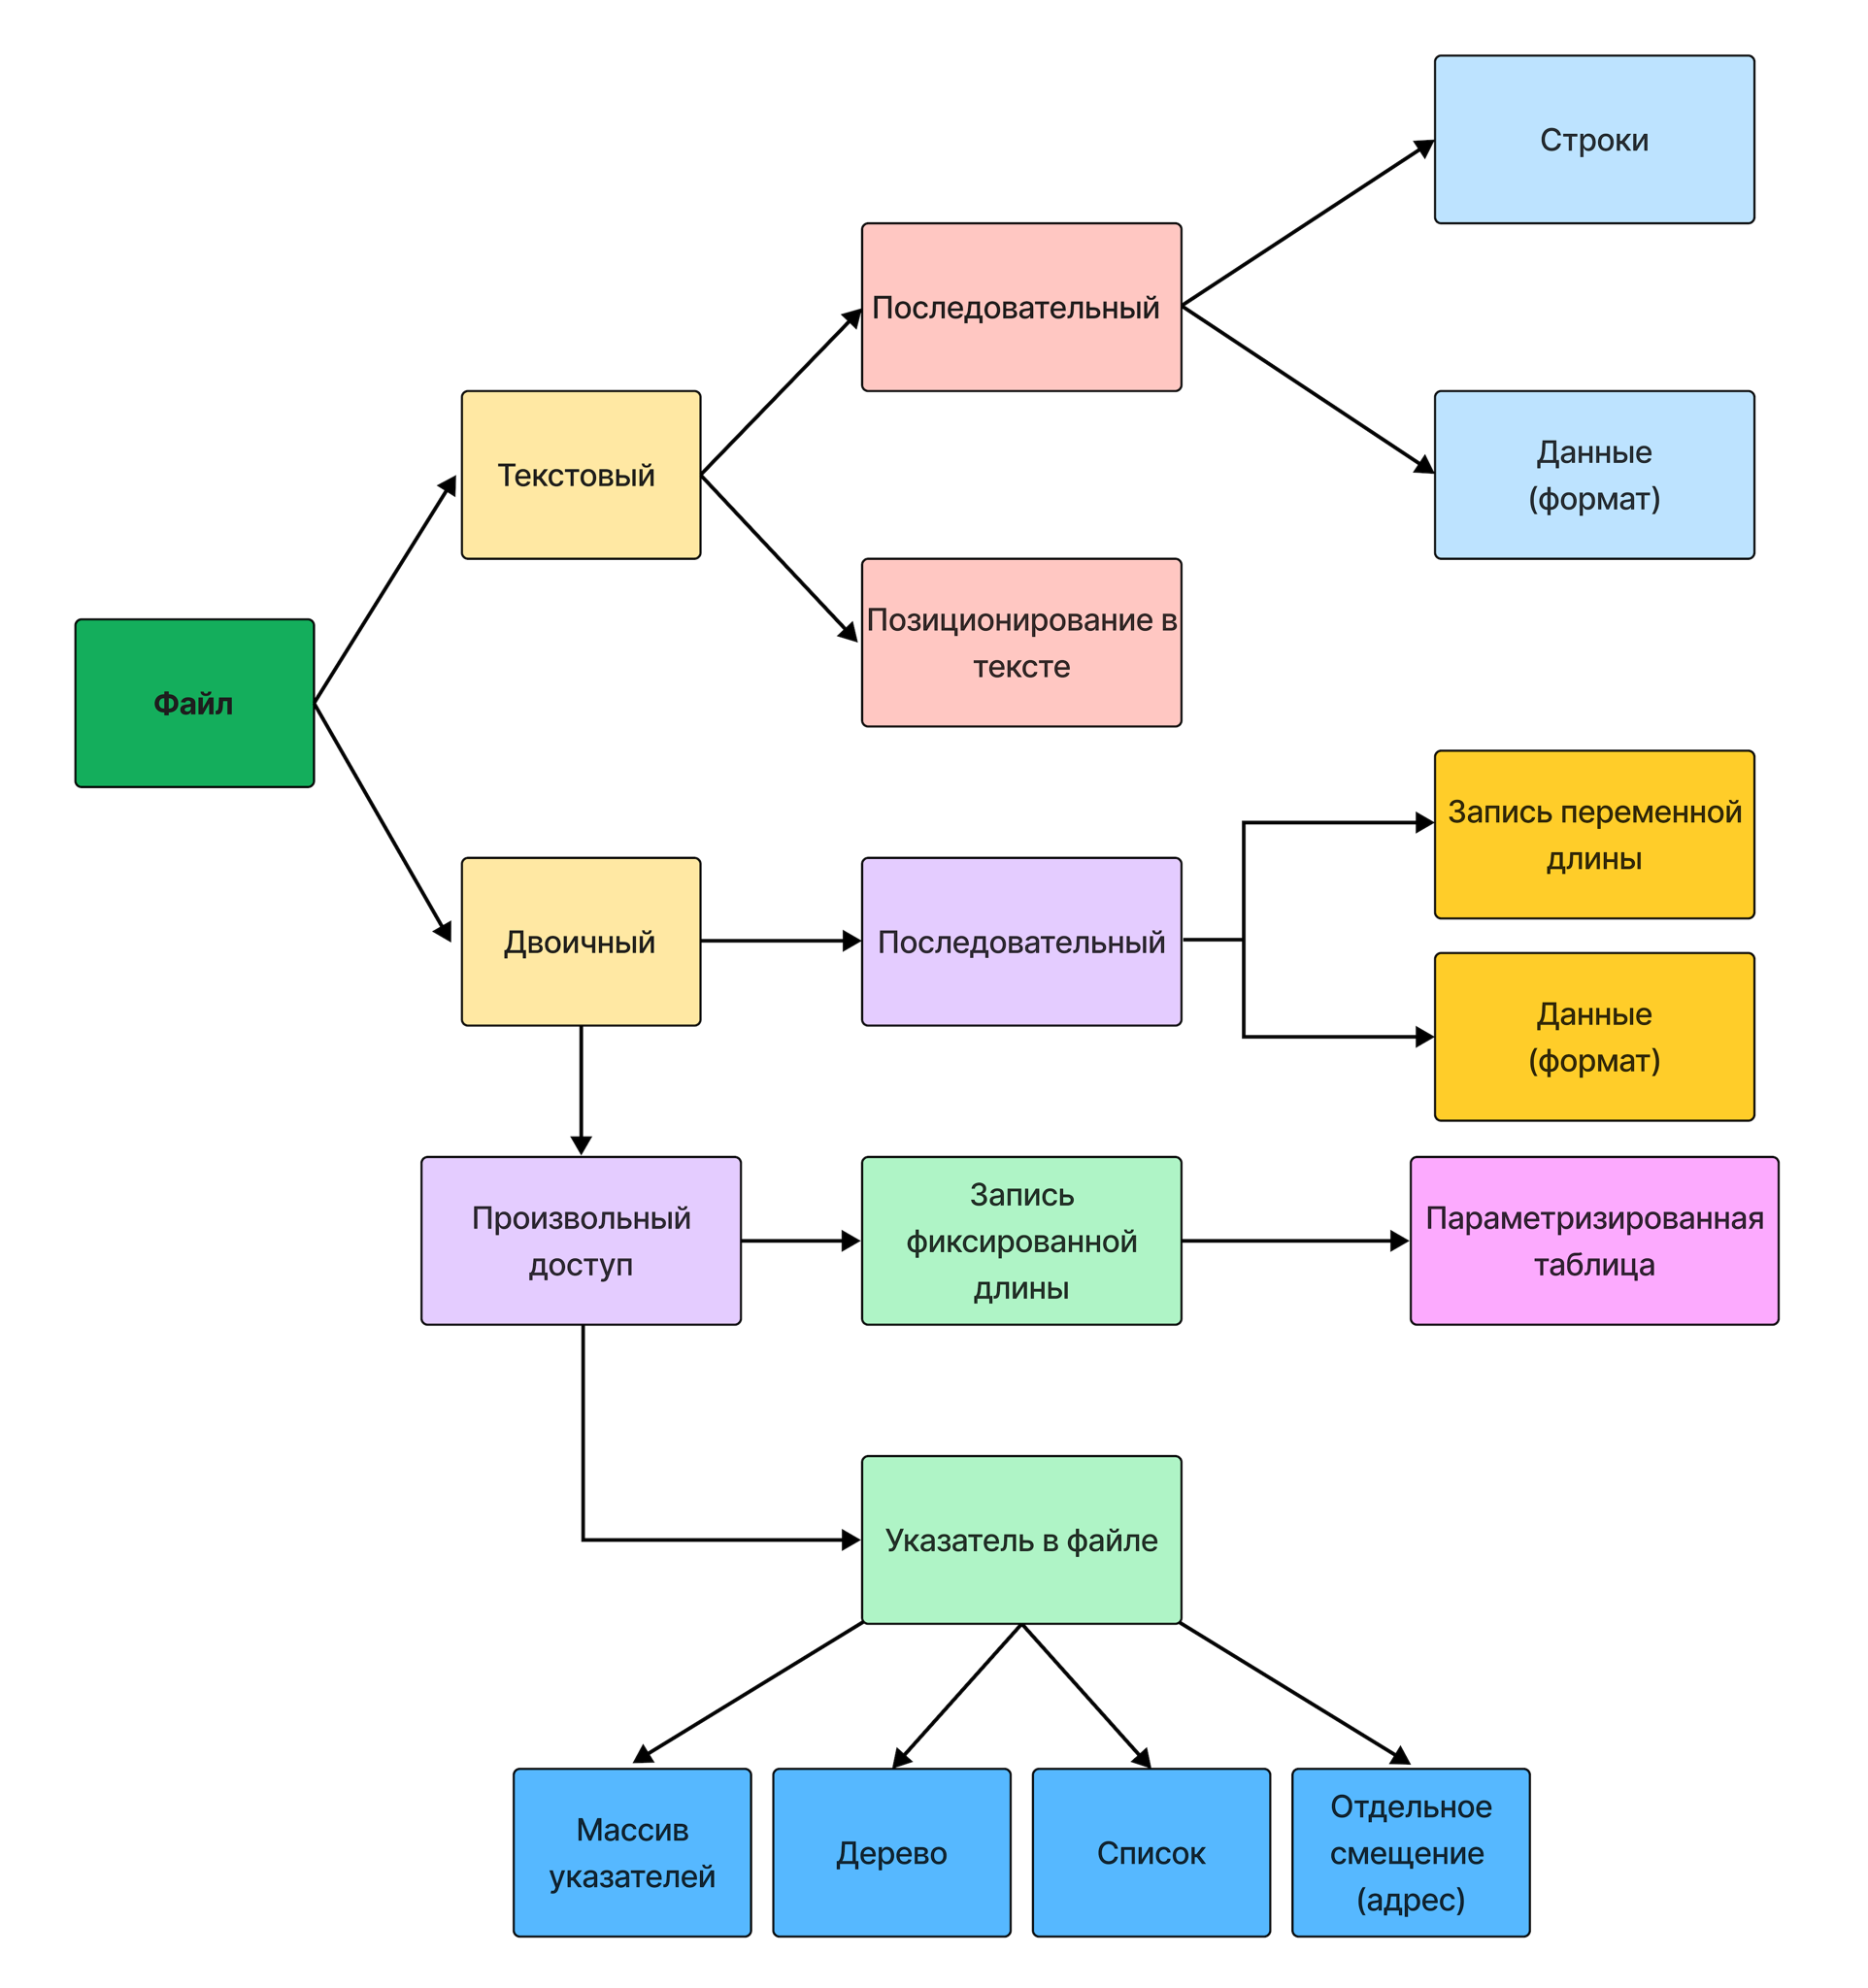 Строки
Последовательный
Данные
(формат)
Текстовый
Позиционирование в
тексте
Файл
Запись переменной
длины
Двоичный
Последовательный
Данные
(формат)
Произвольный
доступ
Запись
фиксированной
длины
Параметризированная
таблица
Указатель в файле
Массив
указателей
Дерево
Список
Отдельное
смещение
(адрес)